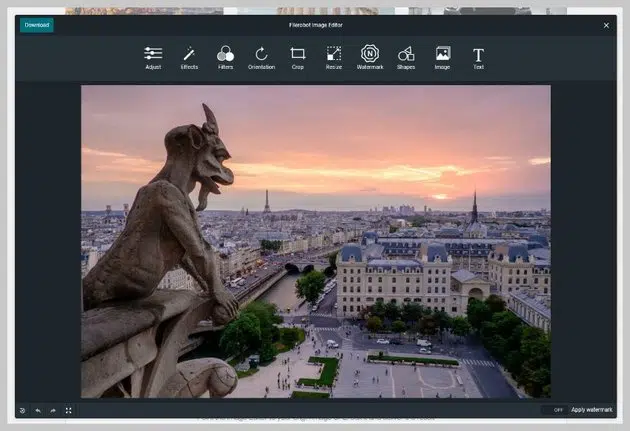 Download
Filerobot Image Editor
Adjust
Effects
Filters
Orientation
Crop
Resize
Watermark
Shapes
Image
Text
OFF
Apply watermark